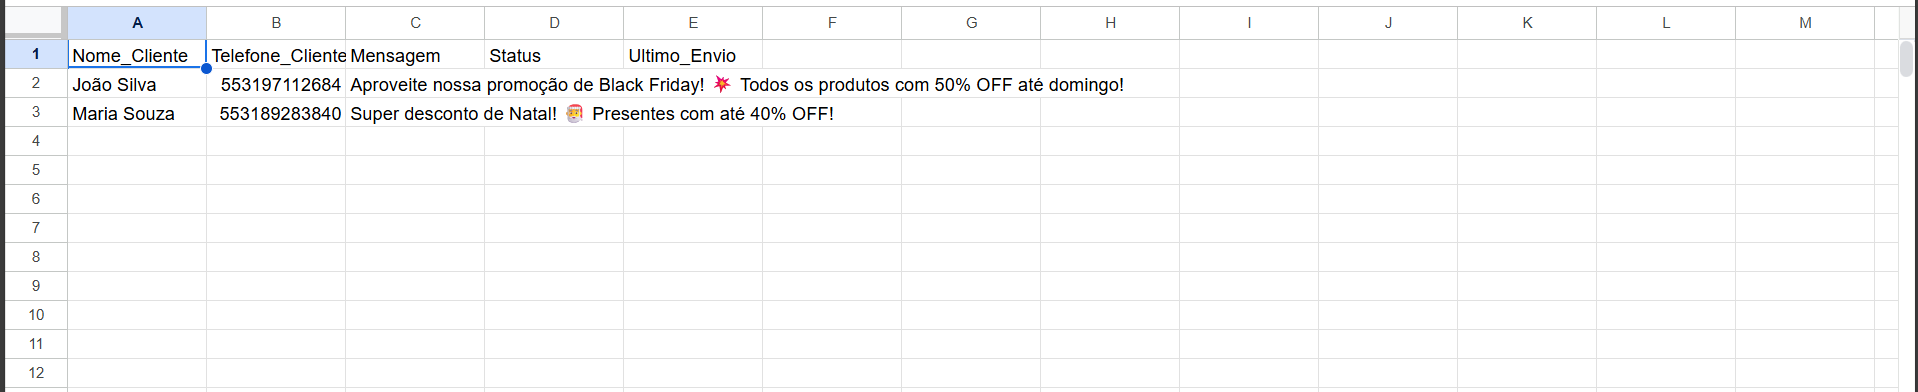 A B C D E F G H I J K L M
1 Nome_Cliente Telefone_Cliente Mensagem Status Ultimo_Envio
2 João Silva 553197112684 Aproveite nossa promoção de Black Friday! 💥 Todos os produtos com 50% OFF até domingo!
3 Maria Souza 553189283840 Super desconto de Natal! 🎅 Presentes com até 40% OFF!
4
5
6
7
8
9
10
11
12